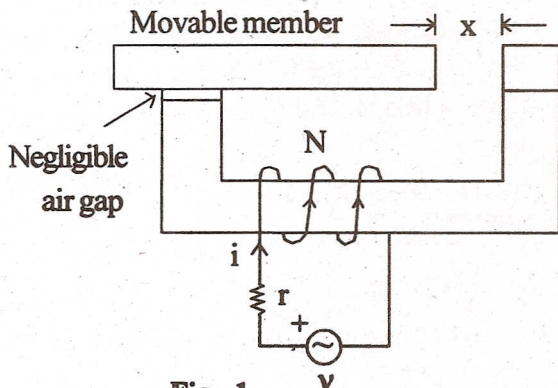 Movable member
x
Negligible
air gap
N
i
r
+
v
Fig. 1